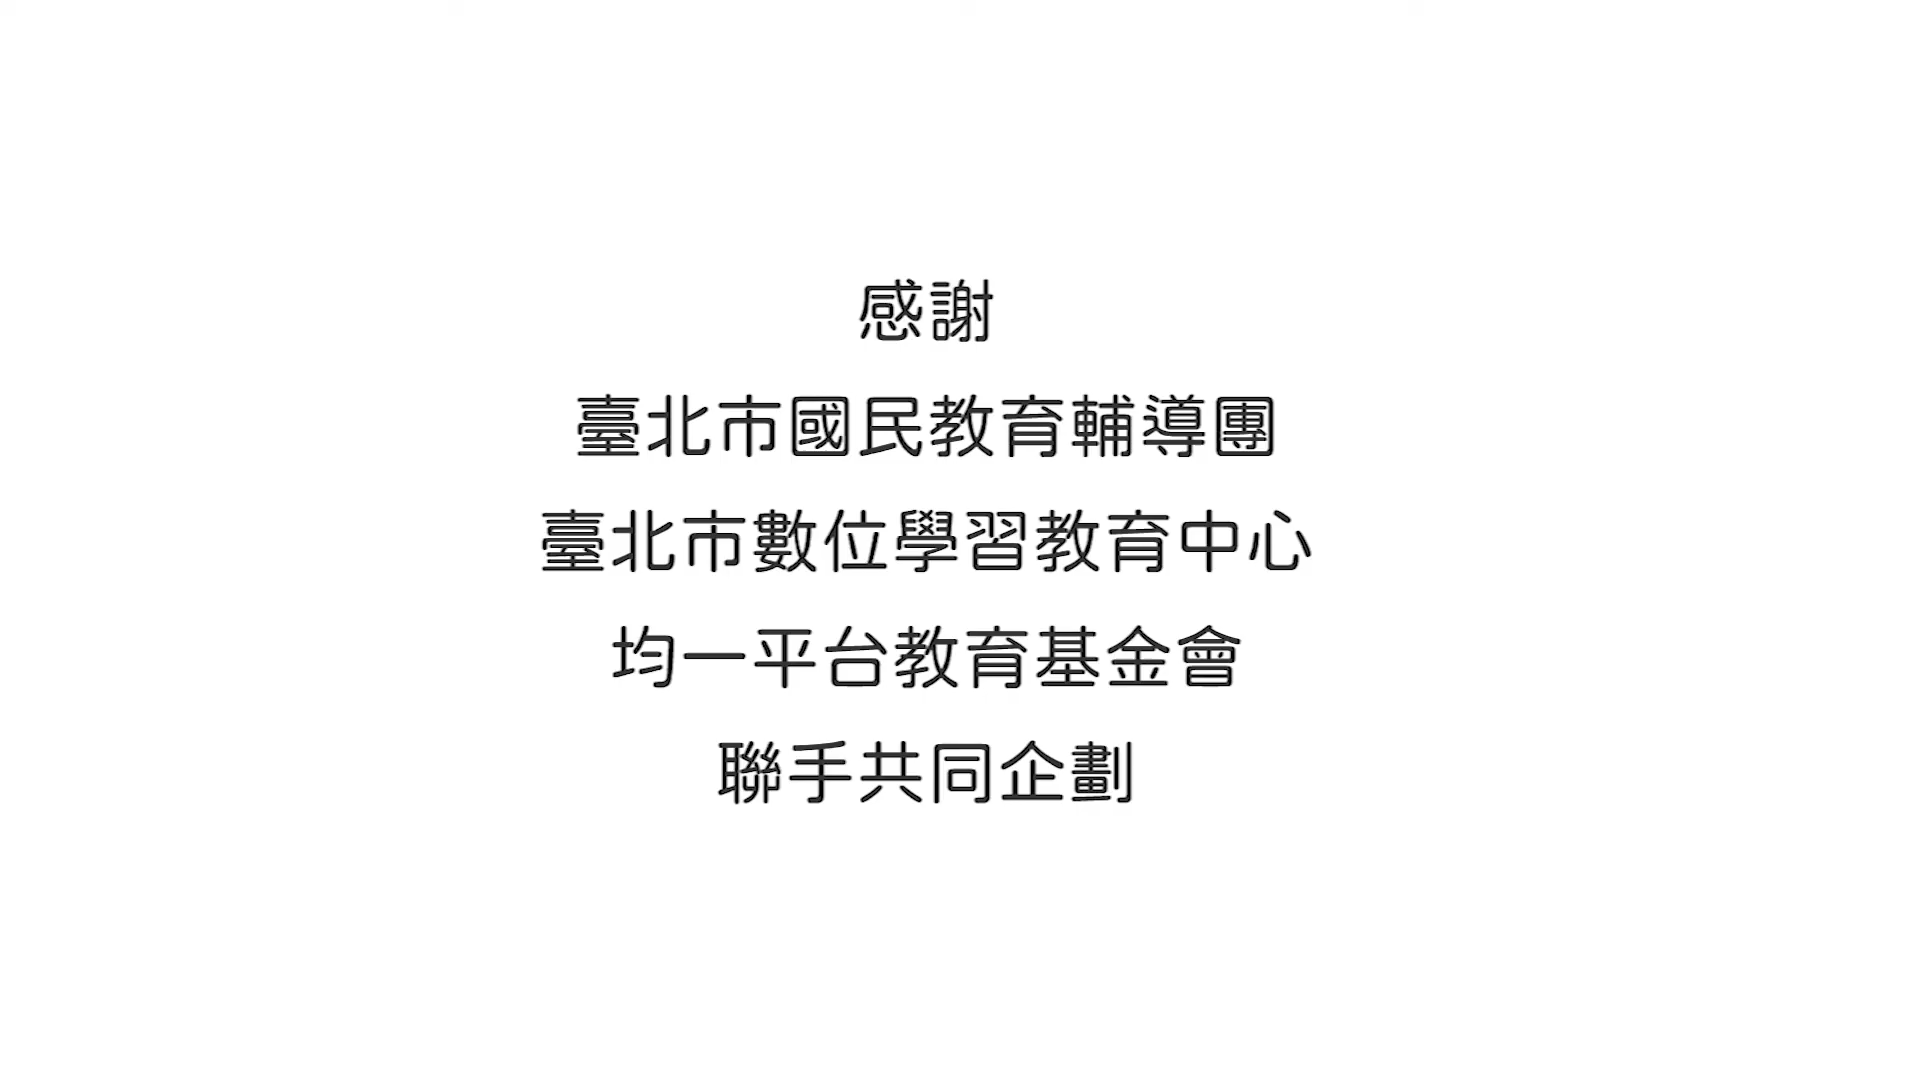 感謝
臺北市國民教育輔導團
臺北市數位學習教育中心
均一平台教育基金會
聯手共同企劃